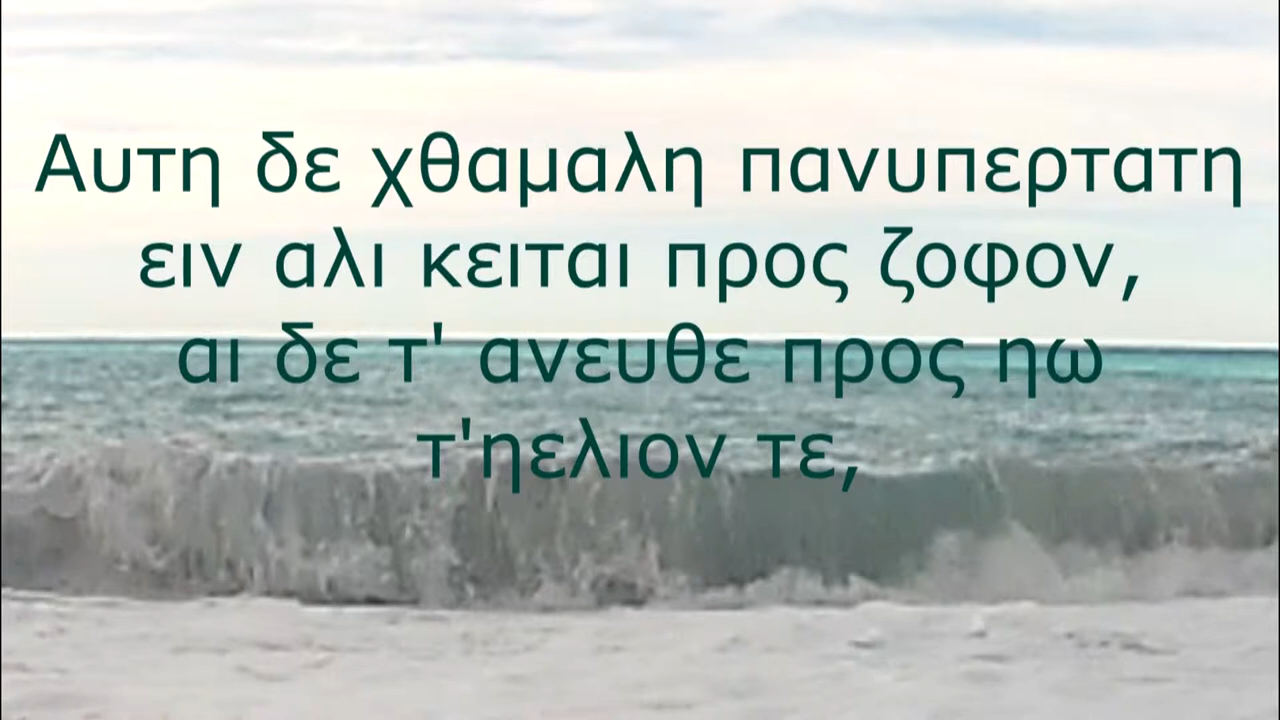 Αυτη δε χθαμαλη πανυπερτατη
ειν αλι κειται προς ζοφον,
αι δε τ' ανευθε προς ηω
τ'ηελιον τε,